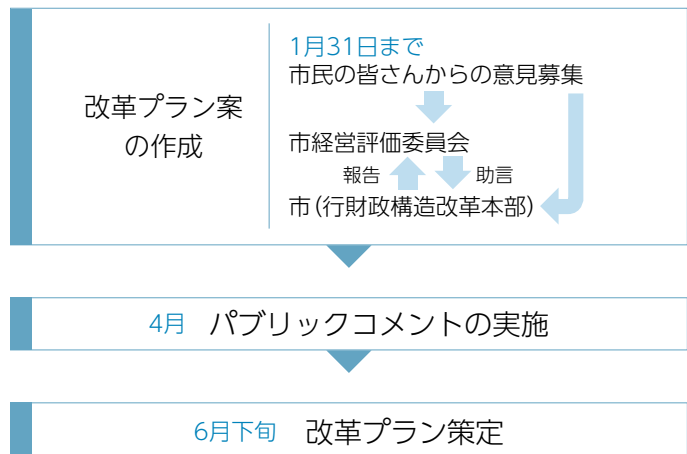 改革プラン案
の作成
1月31日まで
市民の皆さんからの意見募集
市経営評価委員会
報告 助言
市(行財政構造改革本部)
4月 パブリックコメントの実施
6月下旬 改革プラン策定